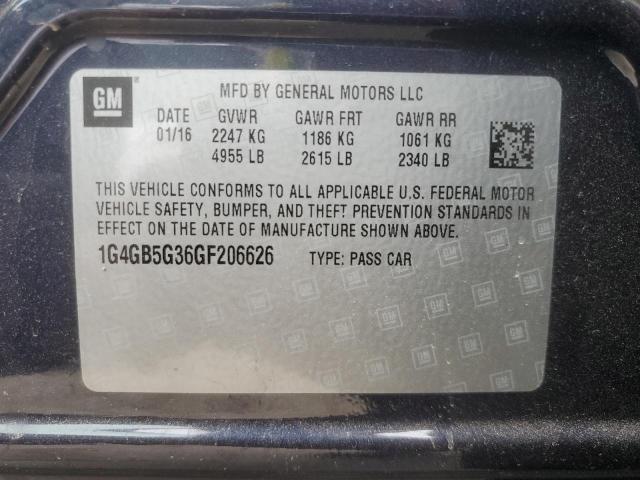 GM
MFD BY GENERAL MOTORS LLC
DATE GVWR GAWR FRT GAWR RR
01/16 2247 KG 1186 KG 1061 KG
4955 LB 2615 LB 2340 LB
THIS VEHICLE CONFORMS TO ALL APPLICABLE U.S. FEDERAL MOTOR
VEHICLE SAFETY, BUMPER, AND THEFT PREVENTION STANDARDS IN
EFFECT ON THE DATE OF MANUFACTURE SHOWN ABOVE.
1G4GB5G36GF206626 TYPE: PASS CAR